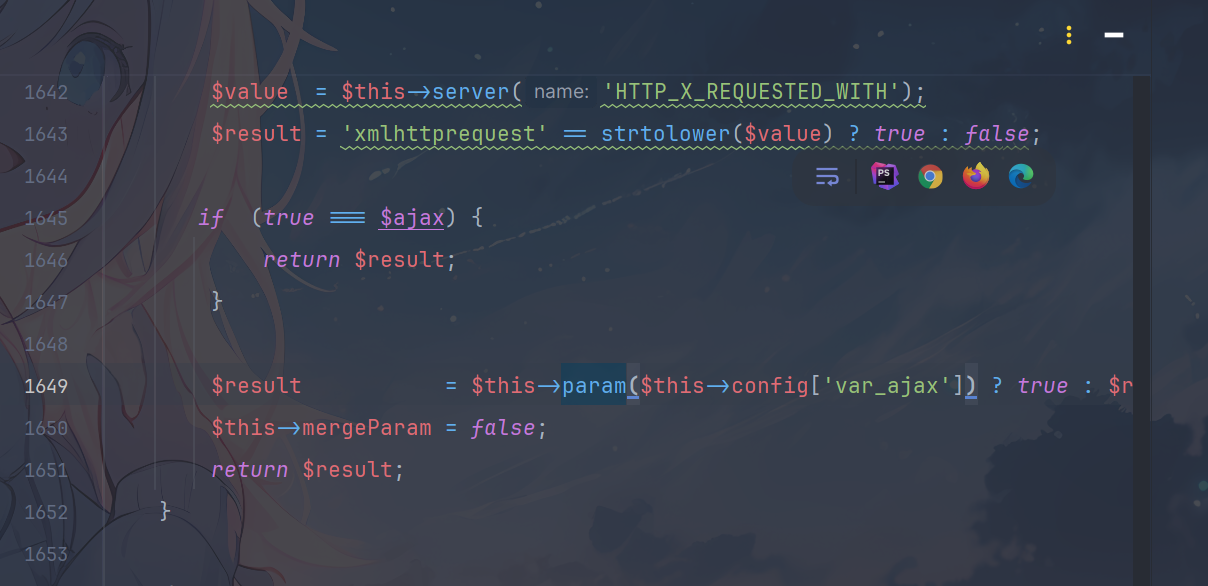 1642 $value  = $this->server( name: 'HTTP_X_REQUESTED_WITH');
1643 $result = 'xmlhttprequest' == strtolower($value) ? true : false;
1644
PS
1645 if (true === $ajax) {
1646 return $result;
1647 }
1648
1649 $result           = $this->param($this->config['var_ajax']) ? true : $r
1650 $this->mergeParam = false;
1651 return $result;
1652 }
1653